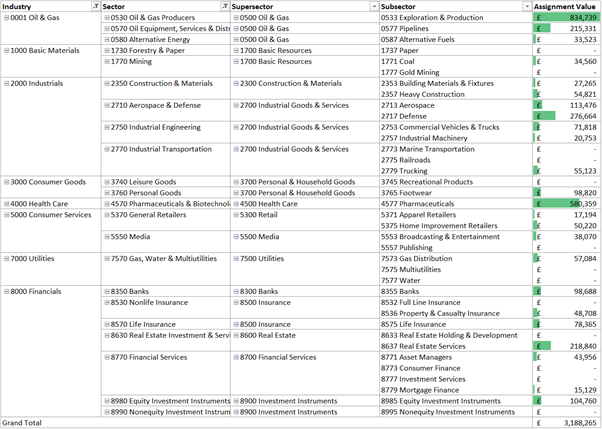 Industry Sector Supersector Subsector Assignment Value
0001 Oil & Gas 0530 Oil & Gas Producers 0500 Oil & Gas 0533 Exploration & Production £ 834,739
0570 Oil Equipment, Services & Distr 0500 Oil & Gas 0577 Pipelines £ 215,331
0580 Alternative Energy 0500 Oil & Gas 0587 Alternative Fuels £ 33,523
1000 Basic Materials 1730 Forestry & Paper 1700 Basic Resources 1737 Paper £ -
1770 Mining 1700 Basic Resources 1771 Coal £ 34,560
1777 Gold Mining £ -
2000 Industrials 2350 Construction & Materials 2300 Construction & Materials 2353 Building Materials & Fixtures £ 27,265
2357 Heavy Construction £ 54,821
2710 Aerospace & Defense 2700 Industrial Goods & Services 2713 Aerospace £ 113,476
2717 Defense £ 276,664
2750 Industrial Engineering 2700 Industrial Goods & Services 2753 Commercial Vehicles & Trucks £ 71,818
2757 Industrial Machinery £ 20,753
2770 Industrial Transportation 2700 Industrial Goods & Services 2773 Marine Transportation £ -
2775 Railroads £ -
2779 Trucking £ 55,123
3000 Consumer Goods 3740 Leisure Goods 3700 Personal & Household Goods 3745 Recreational Products £ -
3760 Personal Goods 3700 Personal & Household Goods 3765 Footwear £ 98,820
4000 Health Care 4570 Pharmaceuticals & Biotechnol 4500 Health Care 4577 Pharmaceuticals £ 580,359
5000 Consumer Services 5370 General Retailers 5300 Retail 5371 Apparel Retailers £ 17,194
5375 Home Improvement Retailers £ 50,220
5550 Media 5500 Media 5553 Broadcasting & Entertainment £ 38,070
5557 Publishing £ -
7000 Utilities 7570 Gas, Water & Multiutilities 7500 Utilities 7573 Gas Distribution £ 57,084
7575 Multiutilities £ -
7577 Water £ -
8000 Financials 8350 Banks 8300 Banks 8355 Banks £ 98,688
8530 Nonlife Insurance 8500 Insurance 8532 Full Line Insurance £ -
8536 Property & Casualty Insurance £ 48,708
8570 Life Insurance 8500 Insurance 8575 Life Insurance £ 78,365
8630 Real Estate Investment & Serv 8600 Real Estate 8633 Real Estate Holding & Development £ -
8637 Real Estate Services £ 218,840
8770 Financial Services 8700 Financial Services 8771 Asset Managers £ 43,956
8773 Consumer Finance £ -
8777 Investment Services £ -
8779 Mortgage Finance £ 15,129
8980 Equity Investment Instruments 8900 Investment Instruments 8985 Equity Investment Instruments £ 104,760
8990 Nonequity Investment Instrum 8900 Investment Instruments 8995 Nonequity Investment Instruments £ -
Grand Total £ 3,188,265